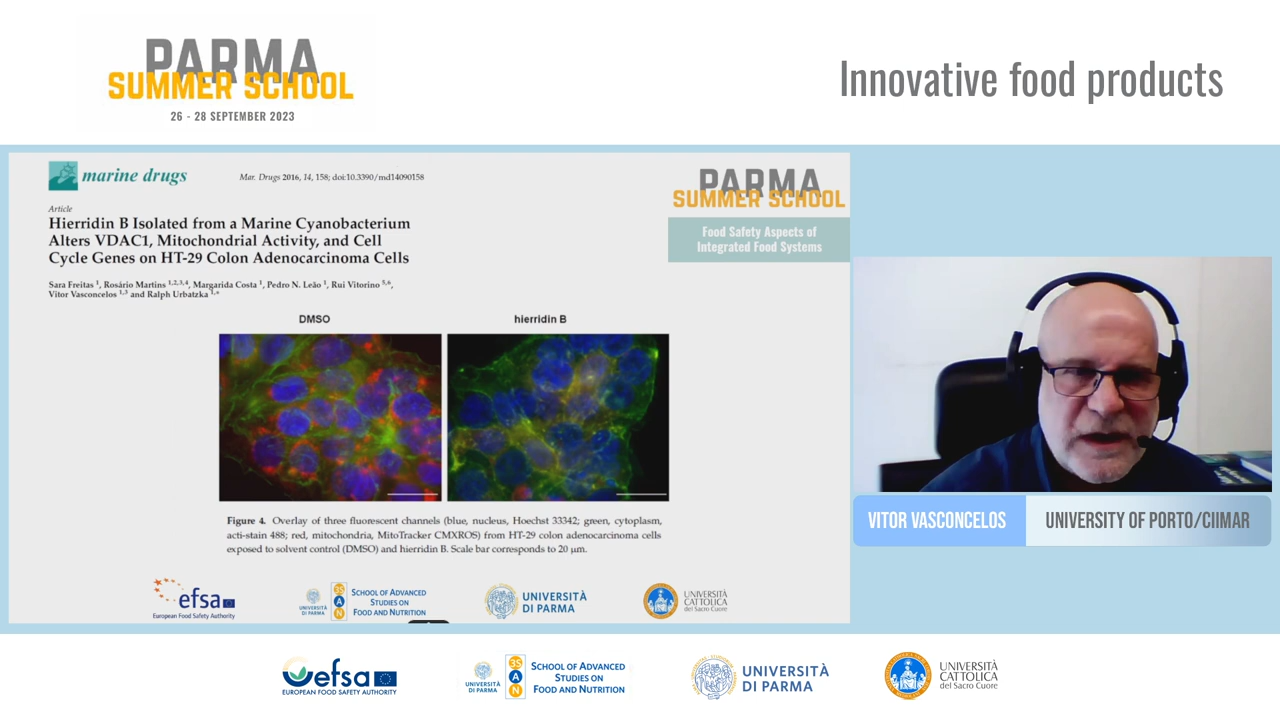 PARMA
SUMMER SCHOOL
26 - 28 SEPTEMBER 2023
Innovative food products
marine drugs
Mar. Drugs 2016, 14, 158; doi:10.3390/md14090158
PARMA
SUMMER SCHOOL
Food Safety Aspects of
Integrated Food Systems
Article
Hierridin B Isolated from a Marine Cyanobacterium
Alters VDAC1, Mitochondrial Activity, and Cell
Cycle Genes on HT-29 Colon Adenocarcinoma Cells
Sara Freitas 1, Rosário Martins 1,2,3,4, Margarida Costa 1, Pedro N. Leão 1, Rui Vitorino 5,6,
Vitor Vasconcelos 1,3 and Ralph Urbatzka 1,*
DMSO
hierridin B
Figure 4. Overlay of three fluorescent channels (blue, nucleus, Hoechst 33342; green, cytoplasm,
acti-stain 488; red, mitochondria, MitoTracker CMXROS) from HT-29 colon adenocarcinoma cells
exposed to solvent control (DMSO) and hierridin B. Scale bar corresponds to 20 µm.
VITOR VASCONCELOS
UNIVERSITY OF PORTO/CIIMAR
efsa
European Food Safety Authority
UNIVERSITÀ
DI PARMA
3S
A
N
SCHOOL OF ADVANCED
STUDIES ON
FOOD AND NUTRITION
UNIVERSITÀ
DI PARMA
UNIVERSITÀ
CATTOLICA
del Sacro Cuore
efsa
EUROPEAN FOOD SAFETY AUTHORITY
UNIVERSITÀ
DI PARMA
3S
A
N
SCHOOL OF ADVANCED
STUDIES ON
FOOD AND NUTRITION
UNIVERSITÀ
DI PARMA
UNIVERSITÀ
CATTOLICA
del Sacro Cuore